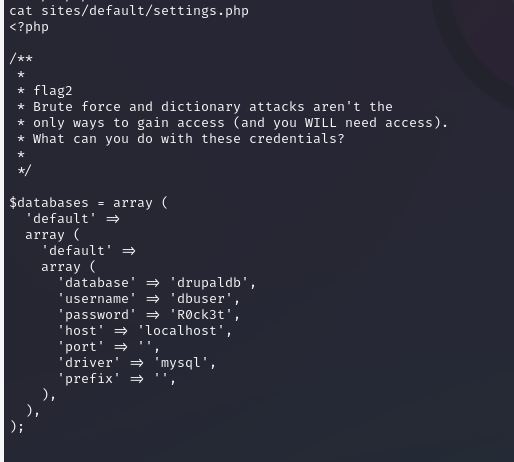 cat sites/default/settings.php
<?php
/**
 *
 * flag2
 * Brute force and dictionary attacks aren't the
 * only ways to gain access (and you WILL need access).
 * What can you do with these credentials?
 *
 */
$databases = array (
  'default' =>
  array (
    'default' =>
    array (
      'database' => 'drupaldb',
      'username' => 'dbuser',
      'password' => 'R0ck3t',
      'host' => 'localhost',
      'port' => '',
      'driver' => 'mysql',
      'prefix' => '',
    ),
  ),
);